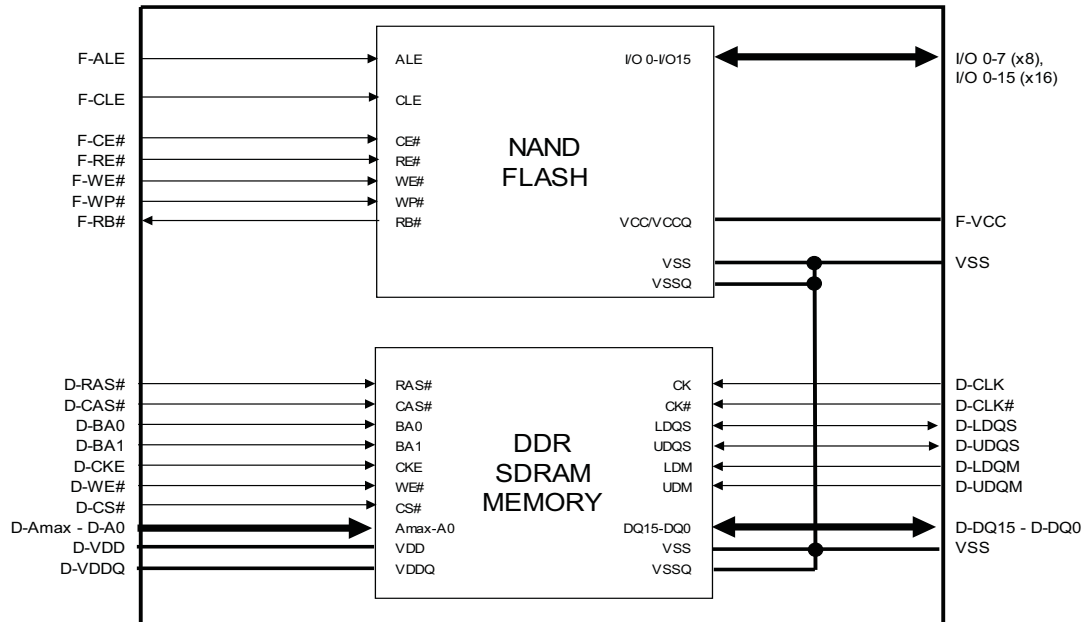 F-ALE
F-CLE
F-CE#
F-RE#
F-WE#
F-WP#
F-RB#
ALE
CLE
CE#
RE#
WE#
WP#
RB#
NAND
FLASH
I/O 0-I/O15
VCC/VCCQ
VSS
VSSQ
I/O 0-7 (x8),
I/O 0-15 (x16)
F-VCC
VSS
D-RAS#
D-CAS#
D-BA0
D-BA1
D-CKE
D-WE#
D-CS#
D-Amax - D-A0
D-VDD
D-VDDQ
RAS#
CAS#
BA0
BA1
CKE
WE#
CS#
Amax-A0
VDD
VDDQ
DDR
SDRAM
MEMORY
CK
CK#
LDQS
UDQS
LDM
UDM
DQ15-DQ0
VSS
VSSQ
D-CLK
D-CLK#
D-LDQS
D-UDQS
D-LDQM
D-UDQM
D-DQ15 - D-DQ0
VSS